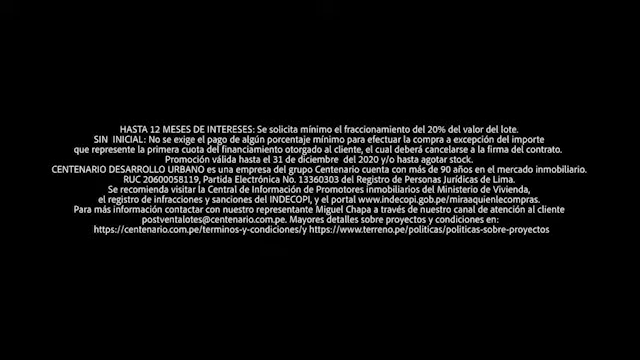 HASTA 12 MESES DE INTERESES: Se solicita mínimo el fraccionamiento del 20% del valor del lote.
SIN INICIAL: No se exige el pago de algún porcentaje mínimo para efectuar la compra a excepción del importe
que represente la primera cuota del financiamiento otorgado al cliente, el cual deberá cancelarse a la firma del contrato.
Promoción válida hasta el 31 de diciembre del 2020 y/o hasta agotar stock.
CENTENARIO DESARROLLO URBANO es una empresa del grupo Centenario cuenta con más de 90 años en el mercado inmobiliario.
RUC 20600058119, Partida Electrónica No. 13360303 del Registro de Personas Jurídicas de Lima.
Se recomienda visitar la Central de Información de Promotores inmobiliarios del Ministerio de Vivienda,
el registro de infracciones y sanciones del INDECOPI, y el portal www.indecopi.gob.pe/miraaquienlecompras.
Para más información contactar con nuestro representante Miguel Chapa a través de nuestro canal de atención al cliente
postventalotes@centenario.com.pe. Mayores detalles sobre proyectos y condiciones en:
https://centenario.com.pe/terminos-y-condiciones/y https://www.terreno.pe/politicas/politicas-sobre-proyectos